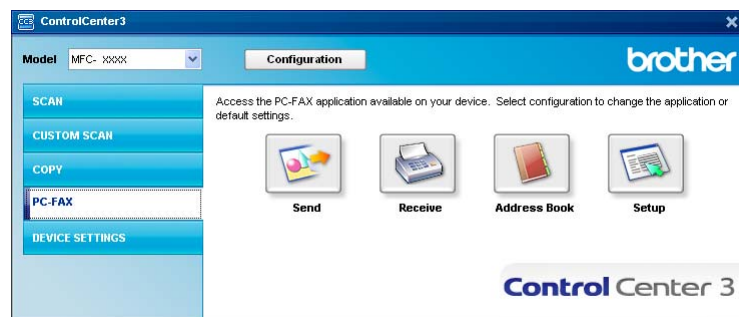 ControlCenter3
Model MFC- XXXX Configuration brother
SCAN
CUSTOM SCAN
COPY
PC-FAX
DEVICE SETTINGS
Access the PC-FAX application available on your device. Select configuration to change the application or
default settings.
Send Receive Address Book Setup
Control Center 3